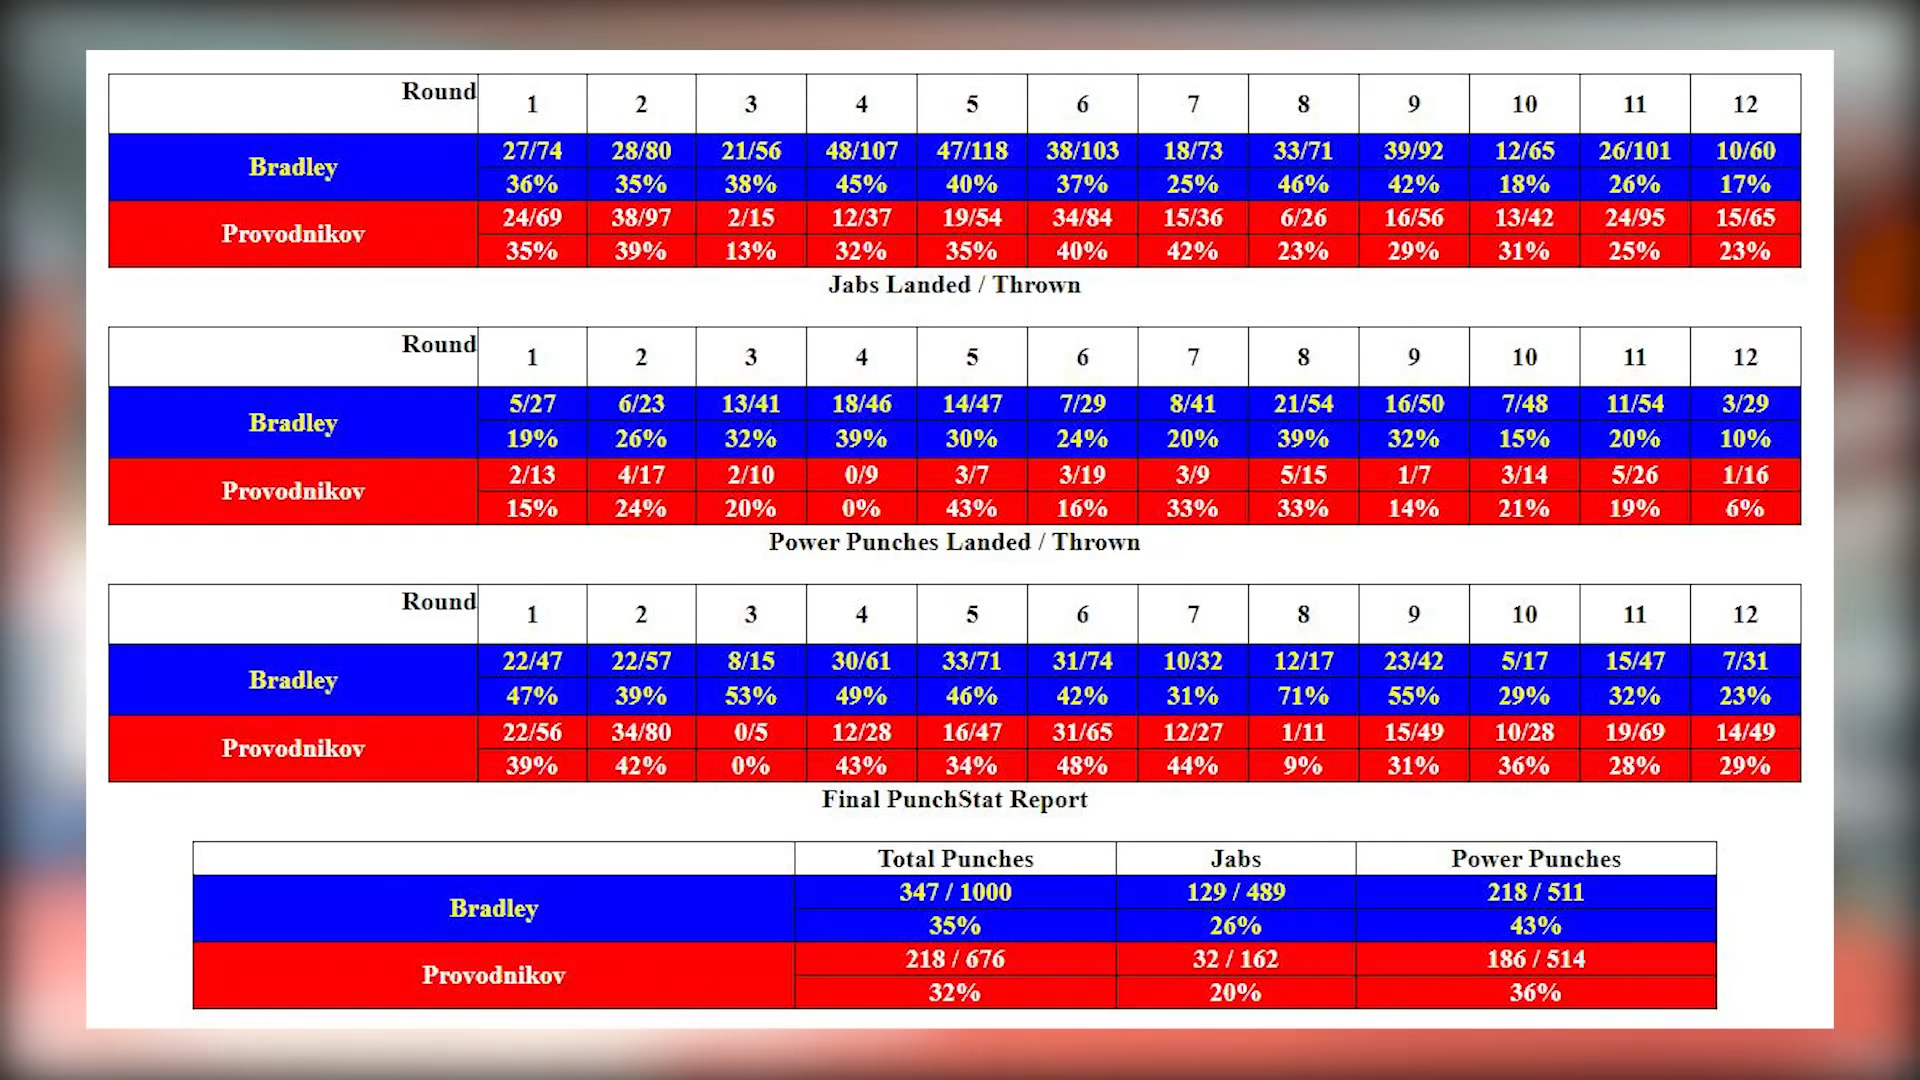 Round 1 2 3 4 5 6 7 8 9 10 11 12
Bradley 27/74 28/80 21/56 48/107 47/118 38/103 18/73 33/71 39/92 12/65 26/101 10/60
36% 35% 38% 45% 40% 37% 25% 46% 42% 18% 26% 17%
Provodnikov 24/69 38/97 2/15 12/37 19/54 34/84 15/36 6/26 16/56 13/42 24/95 15/65
35% 39% 13% 32% 35% 40% 42% 23% 29% 31% 25% 23%
Jabs Landed / Thrown
Round 1 2 3 4 5 6 7 8 9 10 11 12
Bradley 5/27 6/23 13/41 18/46 14/47 7/29 8/41 21/54 16/50 7/48 11/54 3/29
19% 26% 32% 39% 30% 24% 20% 39% 32% 15% 20% 10%
Provodnikov 2/13 4/17 2/10 0/9 3/7 3/19 3/9 5/15 1/7 3/14 5/26 1/16
15% 24% 20% 0% 43% 16% 33% 33% 14% 21% 19% 6%
Power Punches Landed / Thrown
Round 1 2 3 4 5 6 7 8 9 10 11 12
Bradley 22/47 22/57 8/15 30/61 33/71 31/74 10/32 12/17 23/42 5/17 15/47 7/31
47% 39% 53% 49% 46% 42% 31% 71% 55% 29% 32% 23%
Provodnikov 22/56 34/80 0/5 12/28 16/47 31/65 12/27 1/11 15/49 10/28 19/69 14/49
39% 42% 0% 43% 34% 48% 44% 9% 31% 36% 28% 29%
Final PunchStat Report
Total Punches Jabs Power Punches
Bradley 347 / 1000 129 / 489 218 / 511
35% 26% 43%
Provodnikov 218 / 676 32 / 162 186 / 514
32% 20% 36%